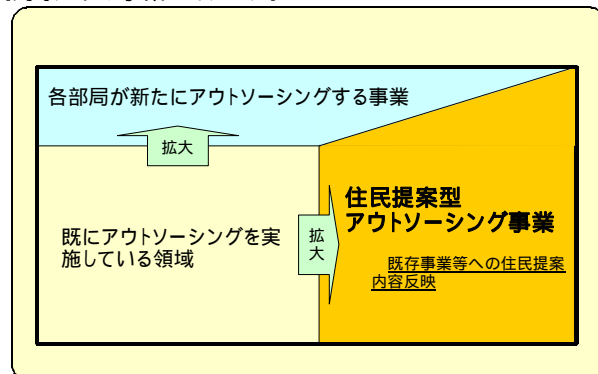 各部局が新たにアウトソーシングする事業
拡大
既にアウトソーシングを実
施している領域
拡
大
住民提案型
アウトソーシング事業
既存事業等への住民提案
内容反映